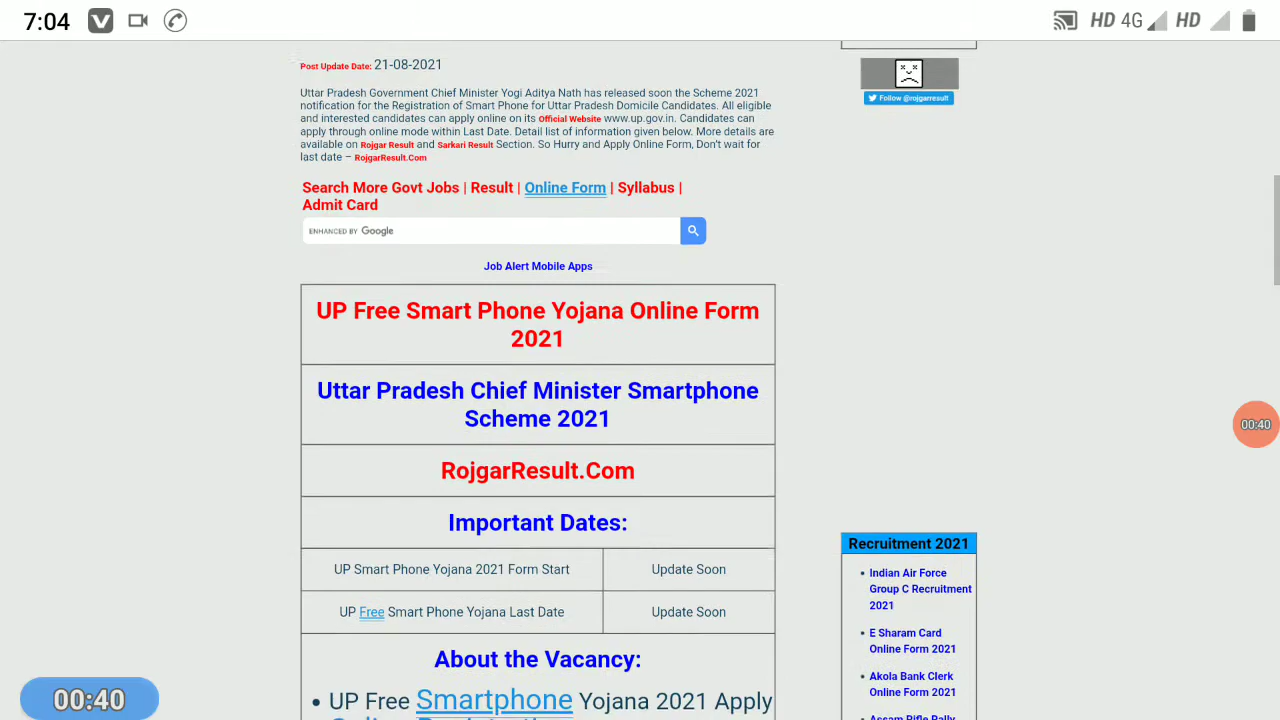 7:04
HD 4G HD
Post Update Date: 21-08-2021
Uttar Pradesh Government Chief Minister Yogi Aditya Nath has released soon the Scheme 2021
notification for the Registration of Smart Phone for Uttar Pradesh Domicile Candidates. All eligible
and interested candidates can apply online on its Official Website www.up.gov.in. Candidates can
apply through online mode within Last Date. Detail list of information given below. More details are
available on Rojgar Result and Sarkari Result Section. So Hurry and Apply Online Form, Don't wait for
last date – RojgarResult.Com
Search More Govt Jobs | Result | Online Form | Syllabus |
Admit Card
ENHANCED BY Google
Job Alert Mobile Apps
UP Free Smart Phone Yojana Online Form
2021
Uttar Pradesh Chief Minister Smartphone
Scheme 2021
RojgarResult.Com
Important Dates:
UP Smart Phone Yojana 2021 Form Start Update Soon
UP Free Smart Phone Yojana Last Date Update Soon
About the Vacancy:
• UP Free Smartphone Yojana 2021 Apply
Follow @rojgarresult
Recruitment 2021
• Indian Air Force
Group C Recruitment
2021
• E Sharam Card
Online Form 2021
• Akola Bank Clerk
Online Form 2021
Assam Rifle Rally
00:40
00:40